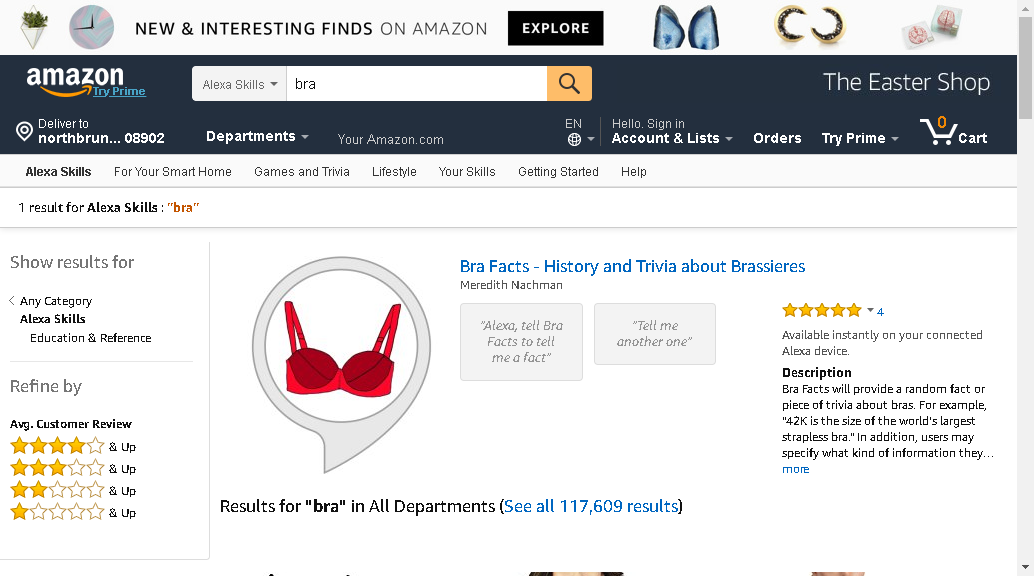 NEW & INTERESTING FINDS ON AMAZON EXPLORE
amazon
Try Prime
Alexa Skills bra
The Easter Shop
Deliver to
northbrun... 08902
Departments
Your Amazon.com
EN
Hello. Sign in
Account & Lists
Orders
Try Prime
0
Cart
Alexa Skills For Your Smart Home Games and Trivia Lifestyle Your Skills Getting Started Help
1 result for Alexa Skills : "bra"
Show results for
Any Category
Alexa Skills
Education & Reference
Refine by
Avg. Customer Review
& Up
& Up
& Up
& Up
Bra Facts - History and Trivia about Brassieres
Meredith Nachman
"Alexa, tell Bra
Facts to tell
me a fact"
"Tell me
another one"
4
Available instantly on your connected
Alexa device.
Description
Bra Facts will provide a random fact or
piece of trivia about bras. For example,
"42K is the size of the world's largest
strapless bra." In addition, users may
specify what kind of information they...
more
Results for "bra" in All Departments (See all 117,609 results)